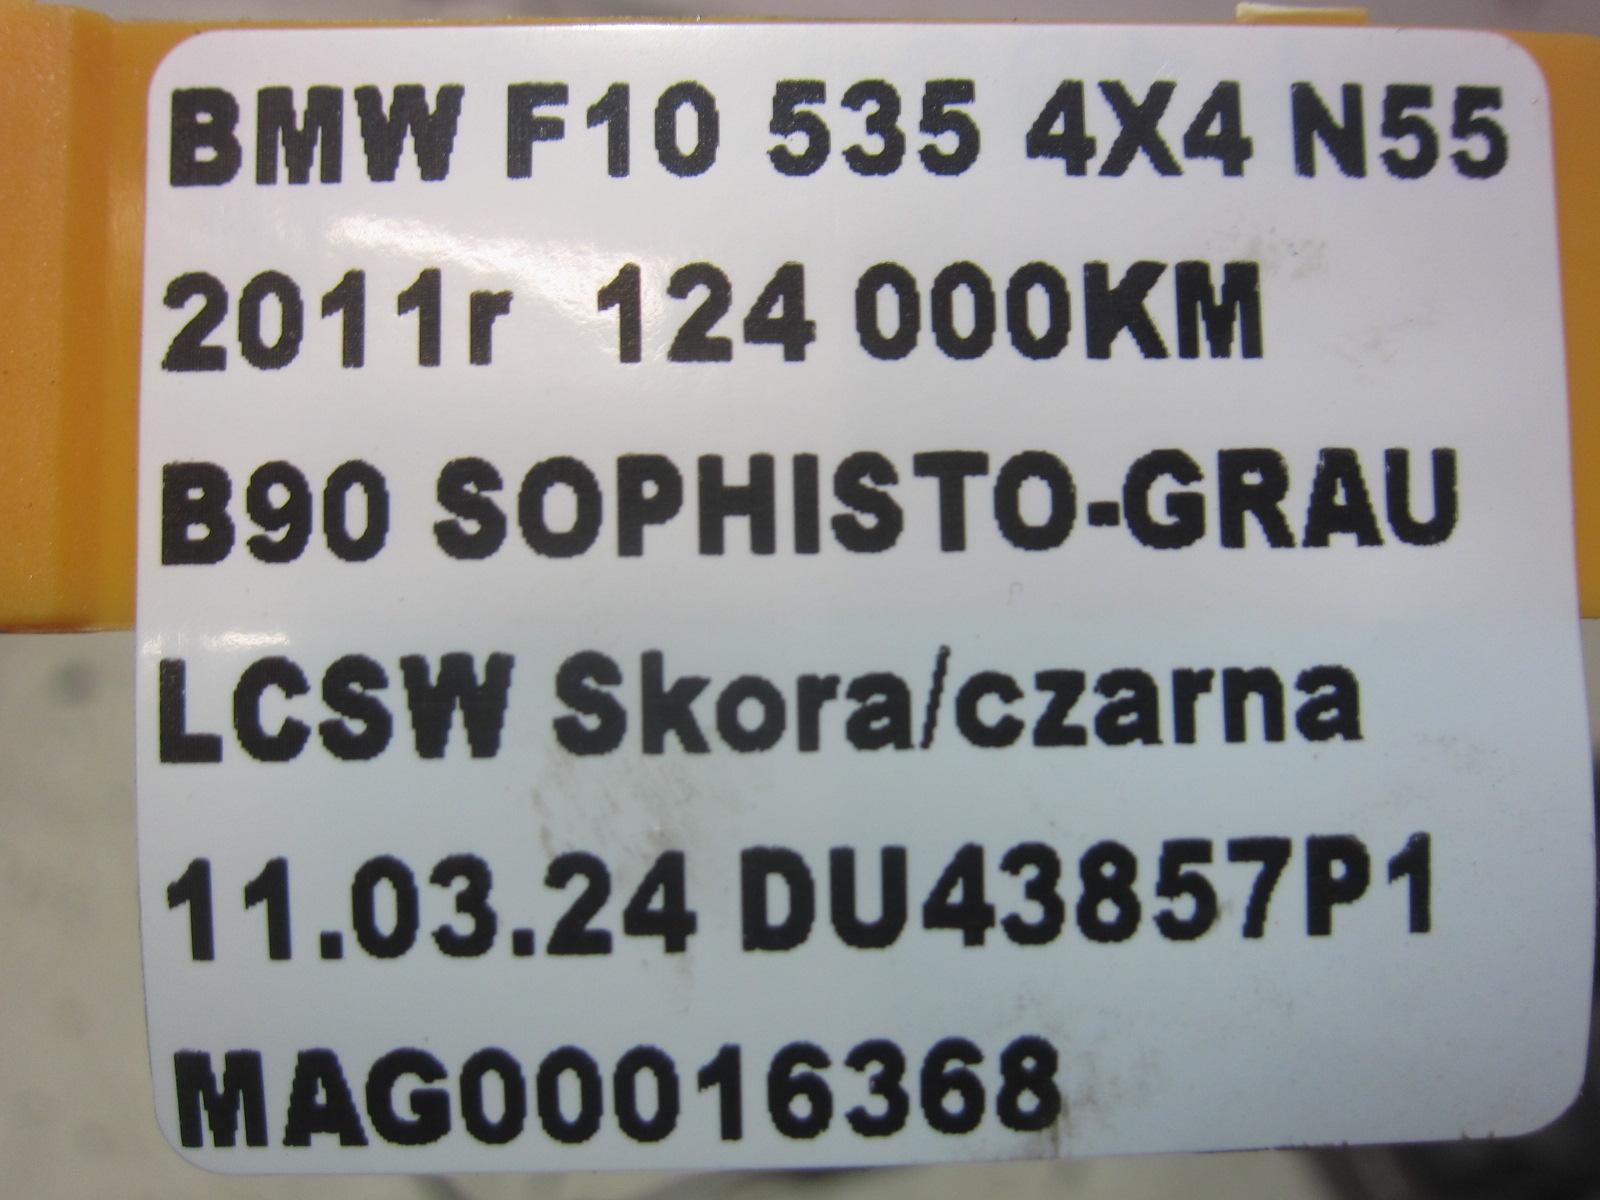 BMW F10 535 4X4 N55
2011r 124 000KM
B90 SOPHISTO-GRAU
LCSW Skora/czarna
11.03.24 DU43857P1
MAG00016368